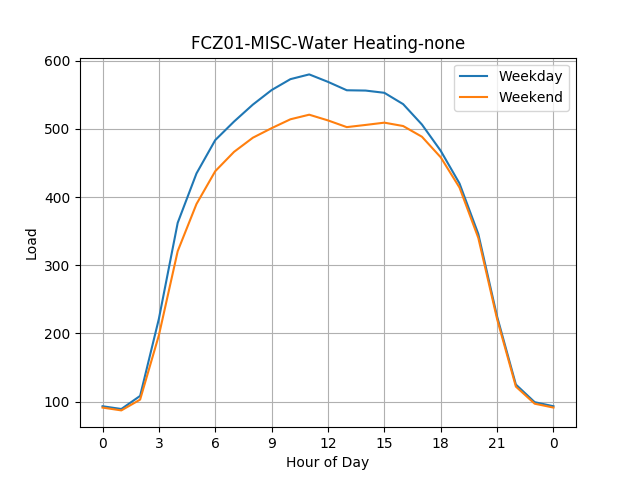 FCZ01-MISC-Water Heating-none
Weekday
Weekend
600
500
400
300
200
100
Load
0 3 6 9 12 15 18 21 0
Hour of Day